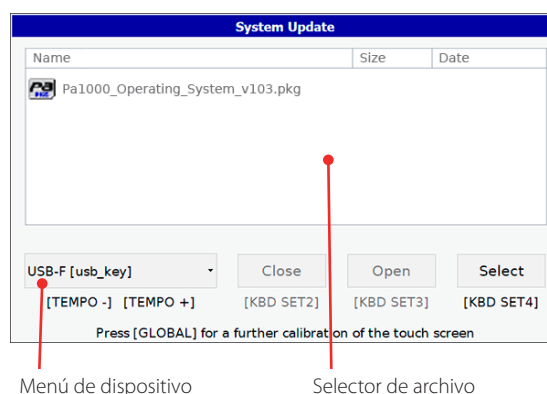 System Update
Name Size Date
Pa1000_Operating_System_v103.pkg
USB-F [usb_key] Close Open Select
[TEMPO -] [TEMPO +] [KBD SET2] [KBD SET3] [KBD SET4]
Press [GLOBAL] for a further calibration of the touch screen
Menú de dispositivo Selector de archivo